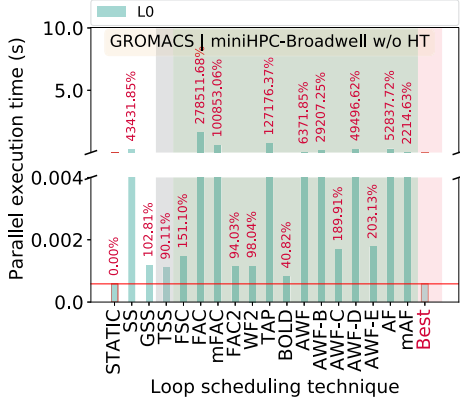 L0
GROMACS | miniHPC-Broadwell w/o HT
Parallel execution time (s)
10.0
5.0
0.004
0.002
0.0
0.00%
43431.85%
102.81%
90.11%
151.10%
278511.68%
100853.06%
94.03%
98.04%
127176.37%
40.82%
6371.85%
29207.25%
189.91%
49496.62%
203.13%
52837.72%
2214.63%
STATIC
SS
GSS
TSS
FSC
FAC
mFAC
FAC2
WF2
TAP
BOLD
AWF
AWF-B
AWF-C
AWF-D
AWF-E
AF
mAF
Best
Loop scheduling technique